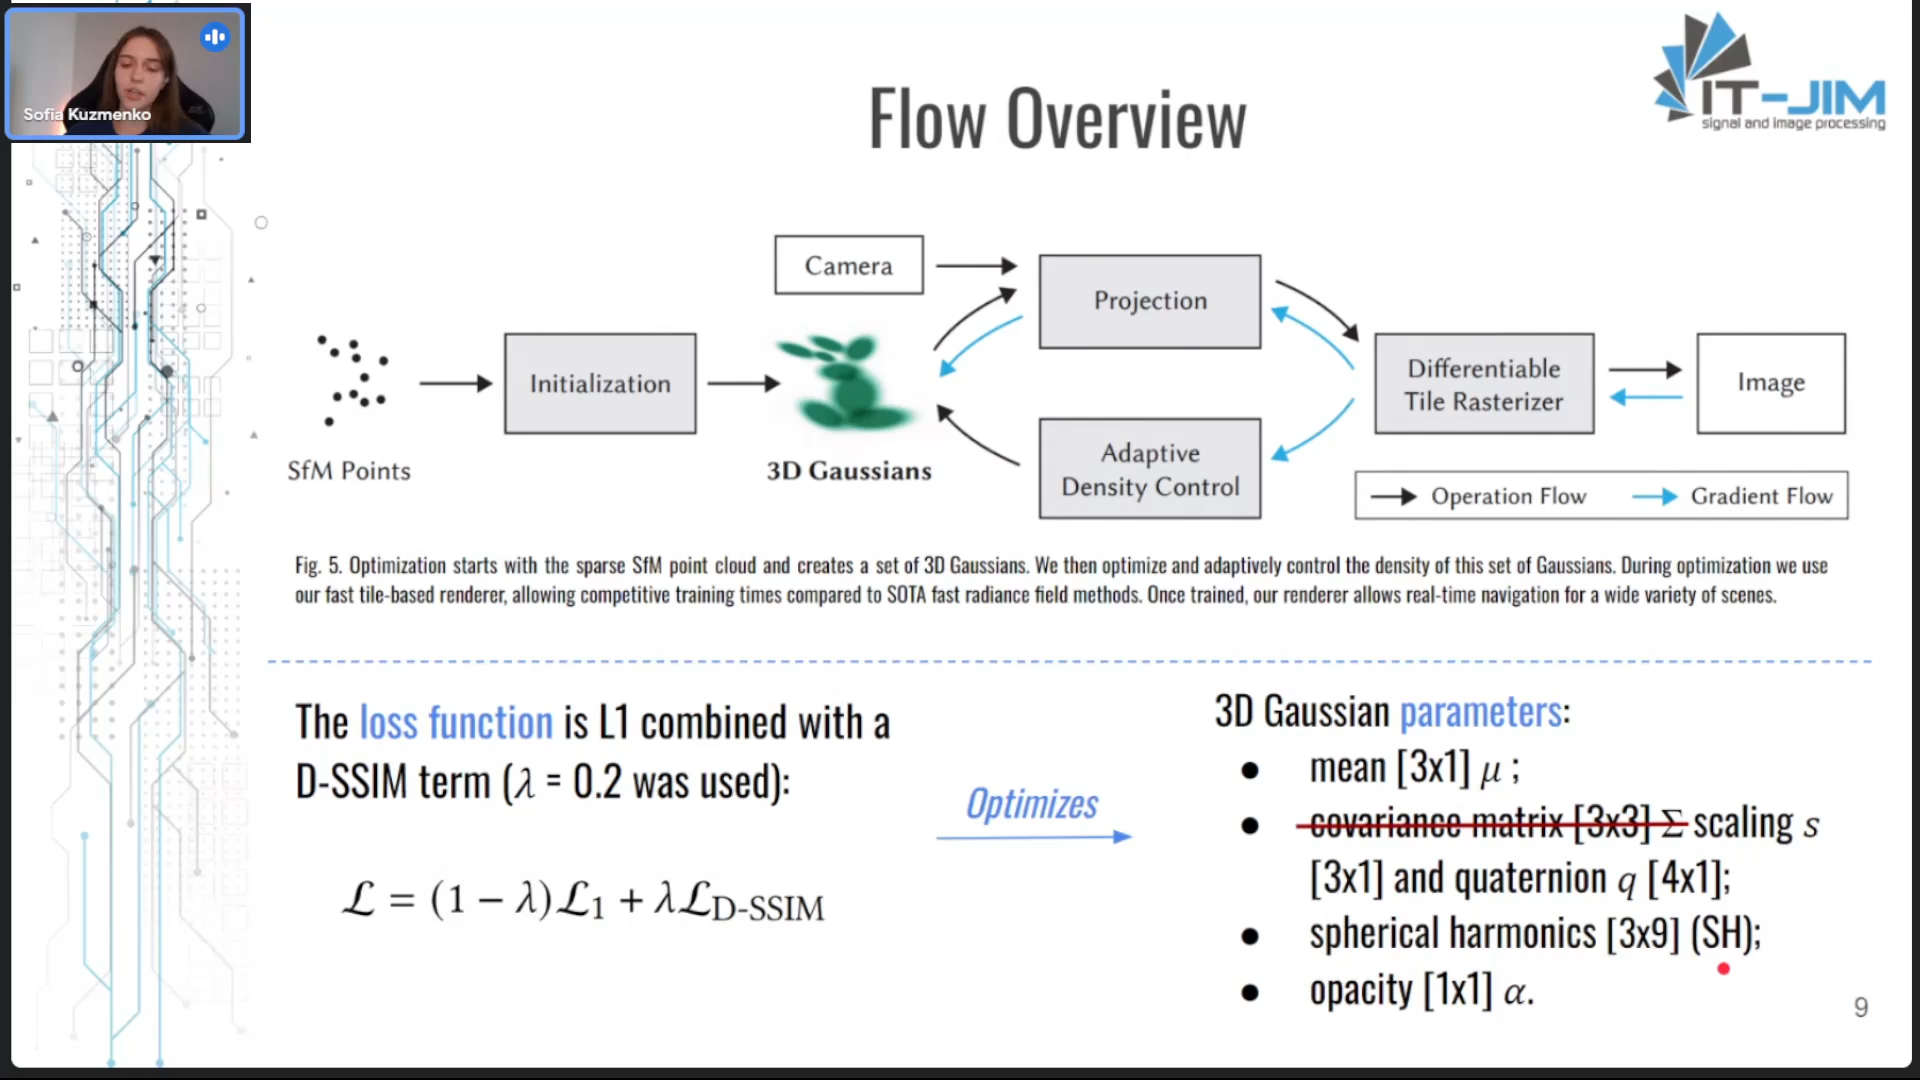 Sofia Kuzmenko
IT-JIM
signal and image processing
Flow Overview
Camera
Projection
Initialization
Differentiable
Tile Rasterizer
Image
SfM Points
3D Gaussians
Adaptive
Density Control
Operation Flow
Gradient Flow
Fig. 5. Optimization starts with the sparse SfM point cloud and creates a set of 3D Gaussians. We then optimize and adaptively control the density of this set of Gaussians. During optimization we use
our fast tile-based renderer, allowing competitive training times compared to SOTA fast radiance field methods. Once trained, our renderer allows real-time navigation for a wide variety of scenes.
The loss function is L1 combined with a
D-SSIM term (λ = 0.2 was used):
ℒ = (1 − λ)ℒ₁ + λℒ_D-SSIM
Optimizes
3D Gaussian parameters:
● mean [3x1] μ ;
● covariance matrix [3x3] Σ scaling s
[3x1] and quaternion q [4x1];
● spherical harmonics [3x9] (SH);
● opacity [1x1] α.
9